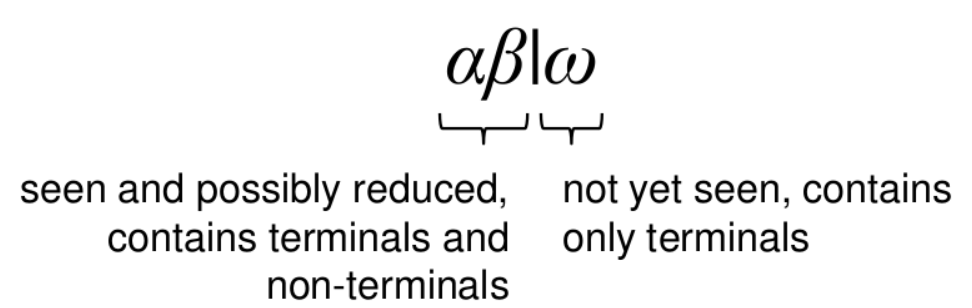 αβ|ω
seen and possibly reduced,
contains terminals and
non-terminals
not yet seen, contains
only terminals